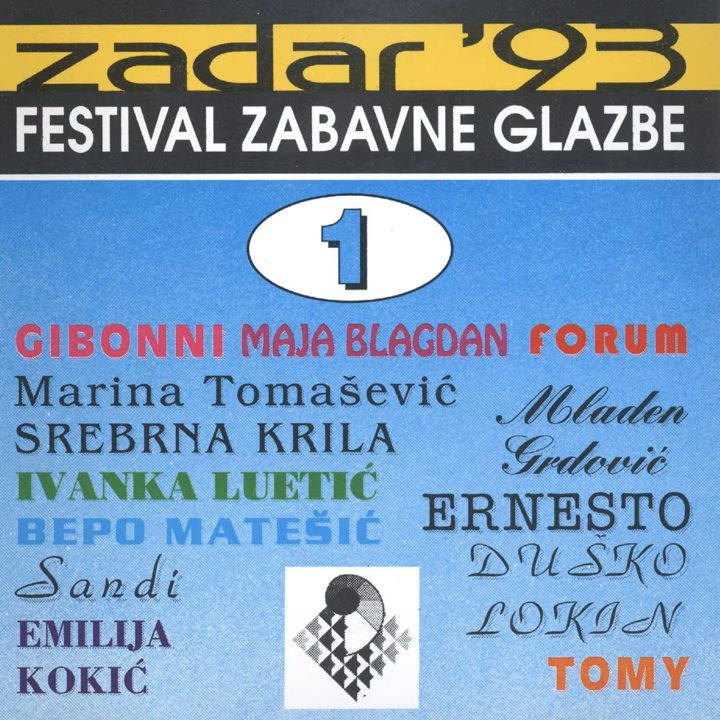 zadar '93
FESTIVAL ZABAVNE GLAZBE
1
GIBONNI MAJA BLAGDAN FORUM
Marina Tomašević
SREBRNA KRILA
IVANKA LUETIĆ
BEPO MATEŠIĆ
Sandi
EMILIJA
KOKIĆ
Mladen
Grdović
ERNESTO
DUŠKO
LOKIN
TOMY